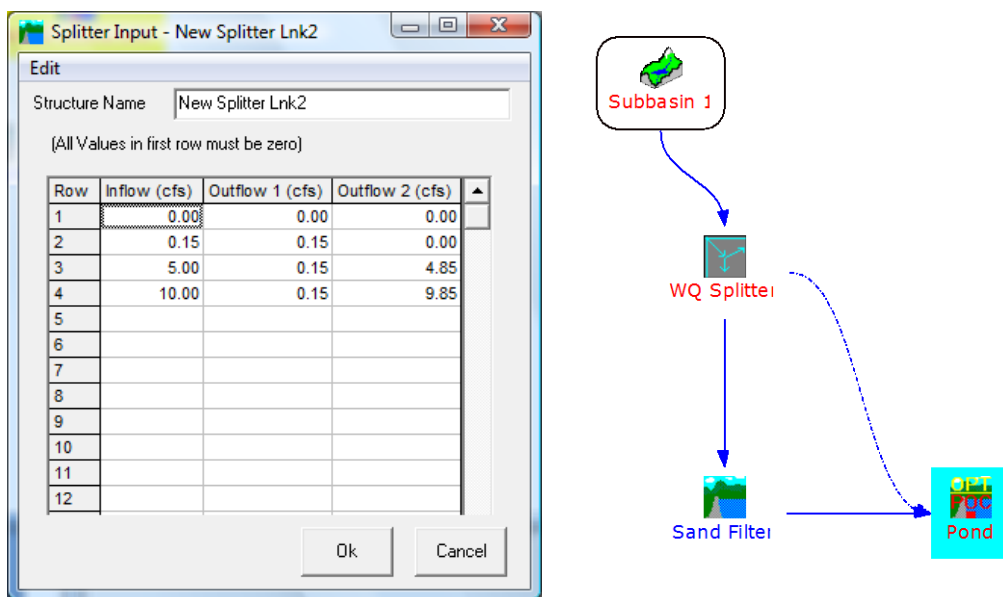 Splitter Input - New Splitter Lnk2
Edit
Structure Name New Splitter Lnk2
(All Values in first row must be zero)
Row Inflow (cfs) Outflow 1 (cfs) Outflow 2 (cfs)
1 0.00 0.00 0.00
2 0.15 0.15 0.00
3 5.00 0.15 4.85
4 10.00 0.15 9.85
5
6
7
8
9
10
11
12
Ok Cancel
Subbasin 1
WQ Splitter
Sand Filter
OPT
Pond